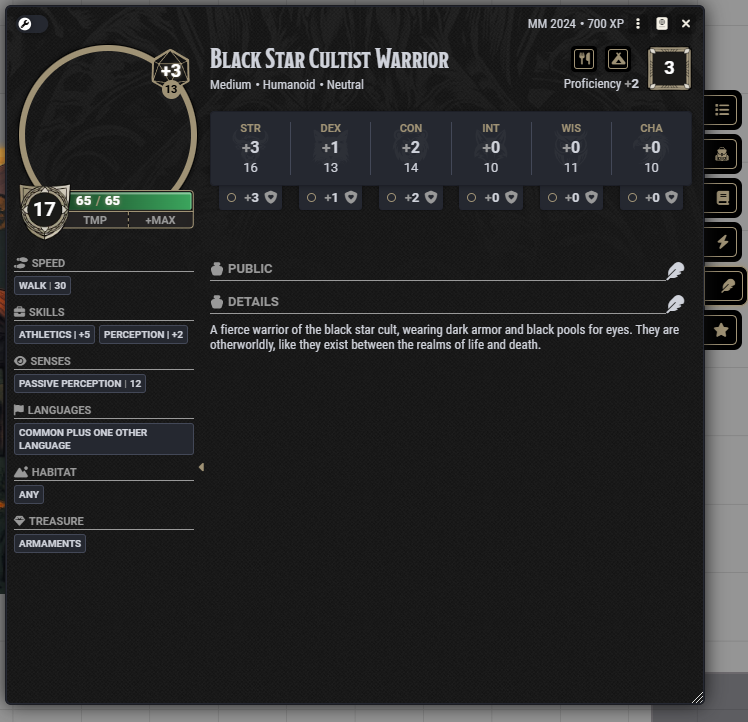 MM 2024 • 700 XP
+3
13
BLACK STAR CULTIST WARRIOR
Medium • Humanoid • Neutral
Proficiency +2
3
STR
DEX
CON
INT
WIS
CHA
+3
+1
+2
+0
+0
+0
16
13
14
10
11
10
+3
+1
+2
+0
+0
+0
17
65 / 65
TMP
+MAX
SPEED
WALK | 30
SKILLS
ATHLETICS | +5
PERCEPTION | +2
SENSES
PASSIVE PERCEPTION | 12
LANGUAGES
COMMON PLUS ONE OTHER
LANGUAGE
HABITAT
ANY
TREASURE
ARMAMENTS
PUBLIC
DETAILS
A fierce warrior of the black star cult, wearing dark armor and black pools for eyes. They are
otherworldly, like they exist between the realms of life and death.